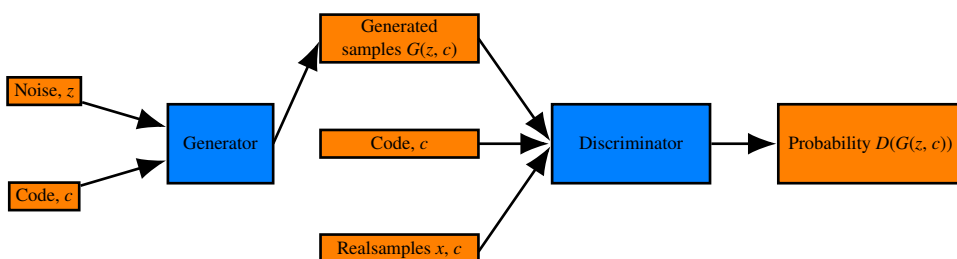 Generated
samples G(z, c)
Noise, z
Generator
Code, c
Discriminator
Probability D(G(z, c))
Code, c
Realsamples x, c